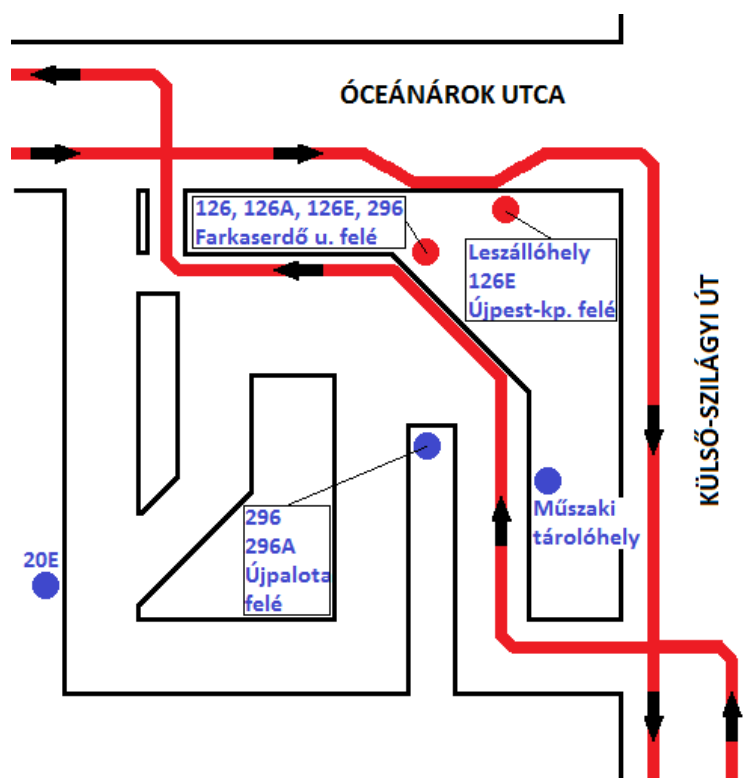 ÓCEÁNÁROK UTCA
126, 126A, 126E, 296
Farkaserdő u. felé
Leszállóhely
126E
Újpest-kp. felé
KÜLSŐ-SZILÁGYI ÚT
Műszaki
tárolóhely
296
296A
Újpalota
felé
20E